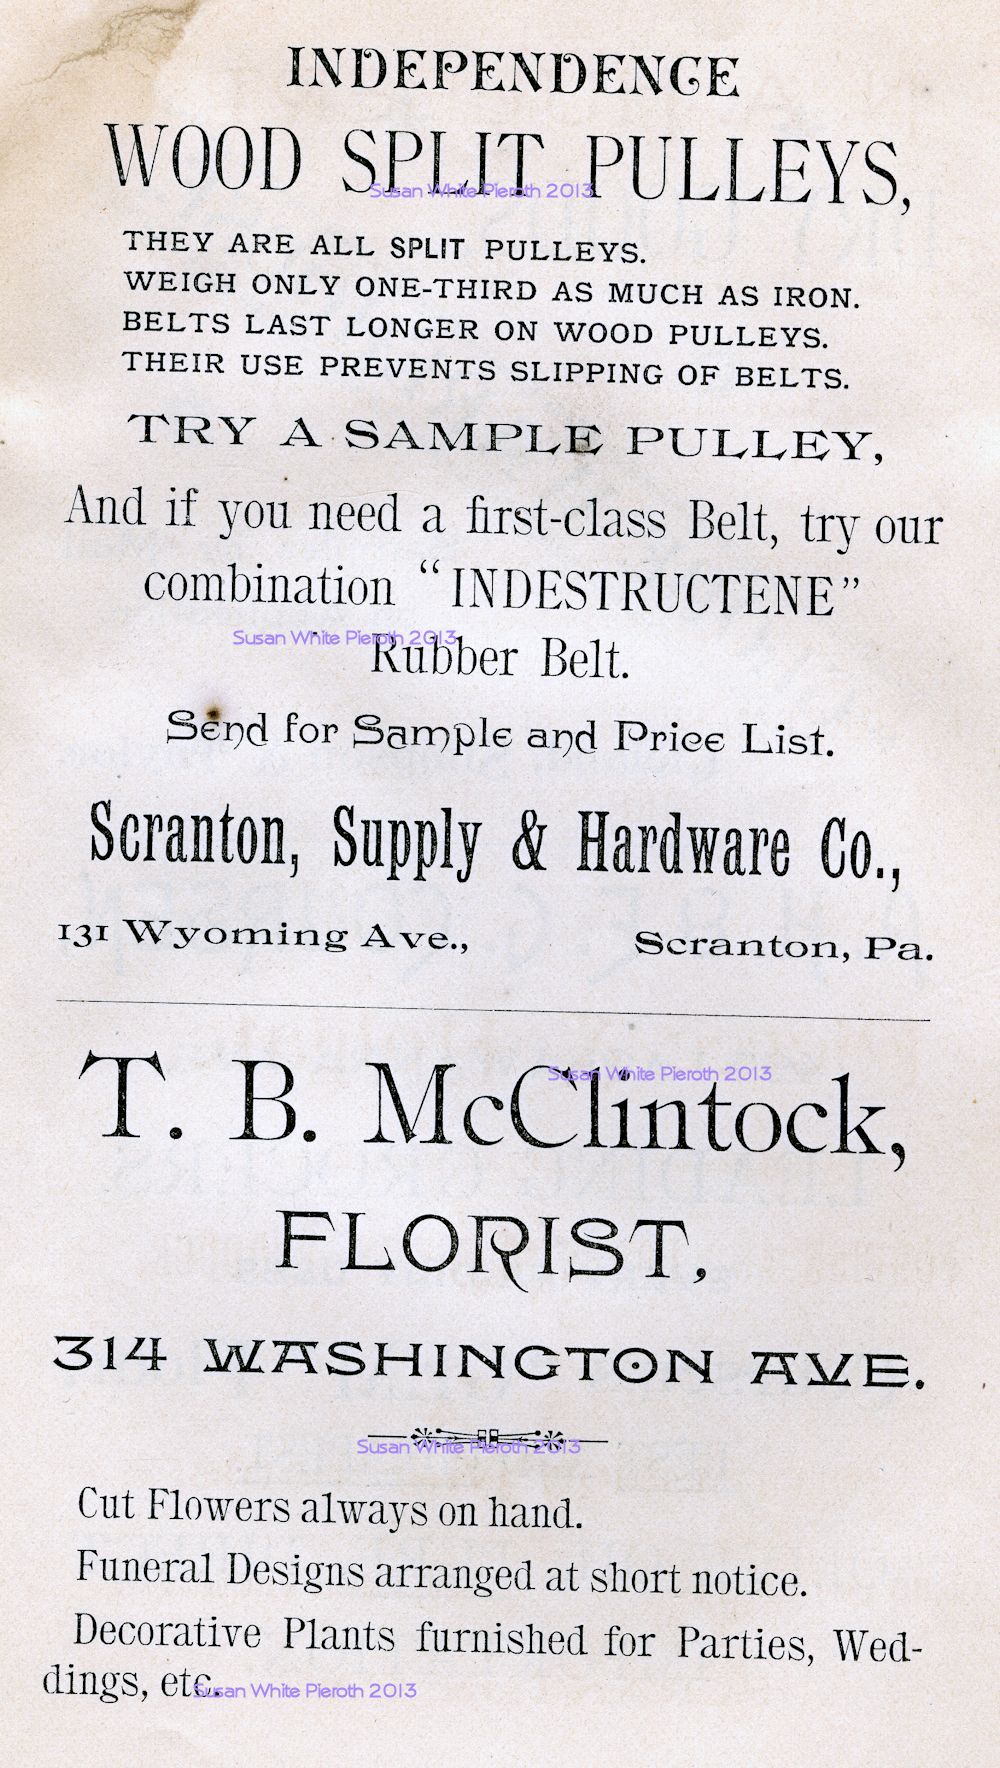 INDEPENDENCE
WOOD SPLIT PULLEYS,
Susan White Pieroth 2013
THEY ARE ALL SPLIT PULLEYS.
WEIGH ONLY ONE-THIRD AS MUCH AS IRON.
BELTS LAST LONGER ON WOOD PULLEYS.
THEIR USE PREVENTS SLIPPING OF BELTS.
TRY A SAMPLE PULLEY,
And if you need a first-class Belt, try our
combination "INDESTRUCTENE"
Susan White Pieroth 2013
Rubber Belt.
Send for Sample and Price List.
Scranton, Supply & Hardware Co.,
131 Wyoming Ave., Scranton, Pa.
Susan White Pieroth 2013
T. B. McClintock,
FLORIST,
314 WASHINGTON AVE.
Susan White Pieroth 2013
Cut Flowers always on hand.
Funeral Designs arranged at short notice.
Decorative Plants furnished for Parties, Wed-
dings, etc.
Susan White Pieroth 2013